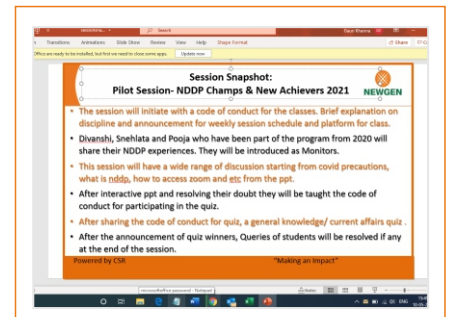 Search
Transitions Animations Slide Show Review View Help Shape Format
Share
Office are ready to be installed, but first we need to close some apps. Update now
Session Snapshot:
Pilot Session- NDDP Champs & New Achievers 2021
NEWGEN
• The session will initiate with a code of conduct for the classes. Brief explanation on
discipline and announcement for weekly session schedule and platform for class.
• Divanshi, Snehlata and Pooja who have been part of the program from 2020 will
share their NDDP experiences. They will be introduced as Monitors.
• This session will have a wide range of discussion starting from covid precautions,
what is nddp, how to access zoom and etc from the ppt.
• After interactive ppt and resolving their doubt they will be taught the code of
conduct for participating in the quiz.
• After sharing the code of conduct for quiz, a general knowledge/ current affairs quiz .
• After the announcement of quiz winners, Queries of students will be resolved if any
at the end of the session.
Powered by CSR "Making an Impact"
ENG